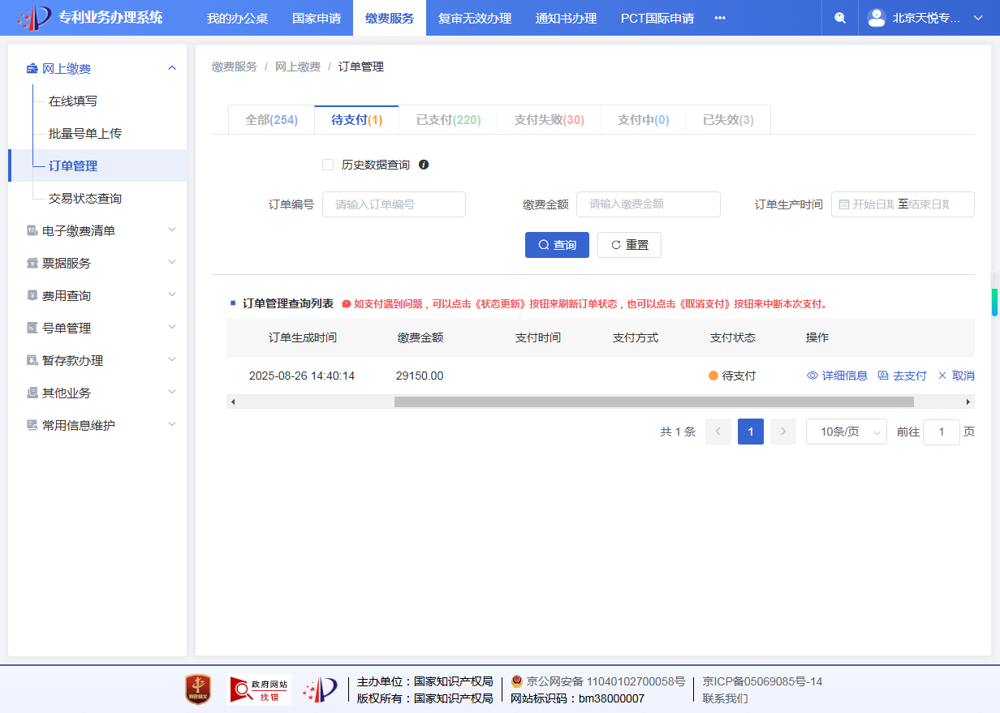 专利业务办理系统 我的办公桌 国家申请 缴费服务 复审无效办理 通知书办理 PCT国际申请 ••• 北京天悦专...
网上缴费
在线填写
批量号单上传
订单管理
交易状态查询
电子缴费清单
票据服务
费用查询
号单管理
暂存款办理
其他业务
常用信息维护
缴费服务 / 网上缴费 / 订单管理
全部(254) 待支付(1) 已支付(220) 支付失败(30) 支付中(0) 已失效(3)
历史数据查询
订单编号 请输入订单编号 缴费金额 请输入缴费金额 订单生产时间 开始日期 至 结束日期
查询 重置
订单管理查询列表 如支付遇到问题，可以点击《状态更新》按钮来刷新订单状态，也可以点击《取消支付》按钮来中断本次支付。
订单生成时间 缴费金额 支付时间 支付方式 支付状态 操作
2025-08-26 14:40:14 29150.00 待支付 详细信息 去支付 取消
共 1 条 1 10条/页 前往 1 页
党政机关
政府网站
找错
主办单位：国家知识产权局
版权所有：国家知识产权局
京公网安备 11040102700058号
网站标识码：bm38000007
京ICP备05069085号-14
联系我们